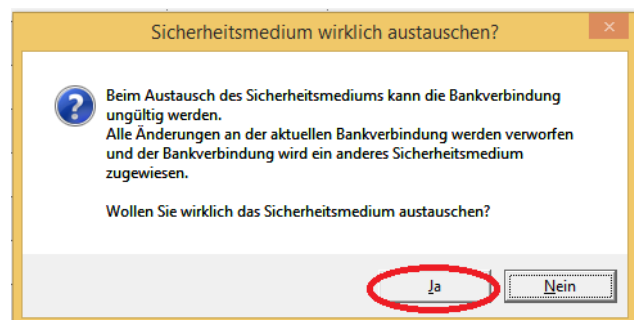 Sicherheitsmedium wirklich austauschen?
Beim Austausch des Sicherheitsmediums kann die Bankverbindung
ungültig werden.
Alle Änderungen an der aktuellen Bankverbindung werden verworfen
und der Bankverbindung wird ein anderes Sicherheitsmedium
zugewiesen.
Wollen Sie wirklich das Sicherheitsmedium austauschen?
Ja
Nein